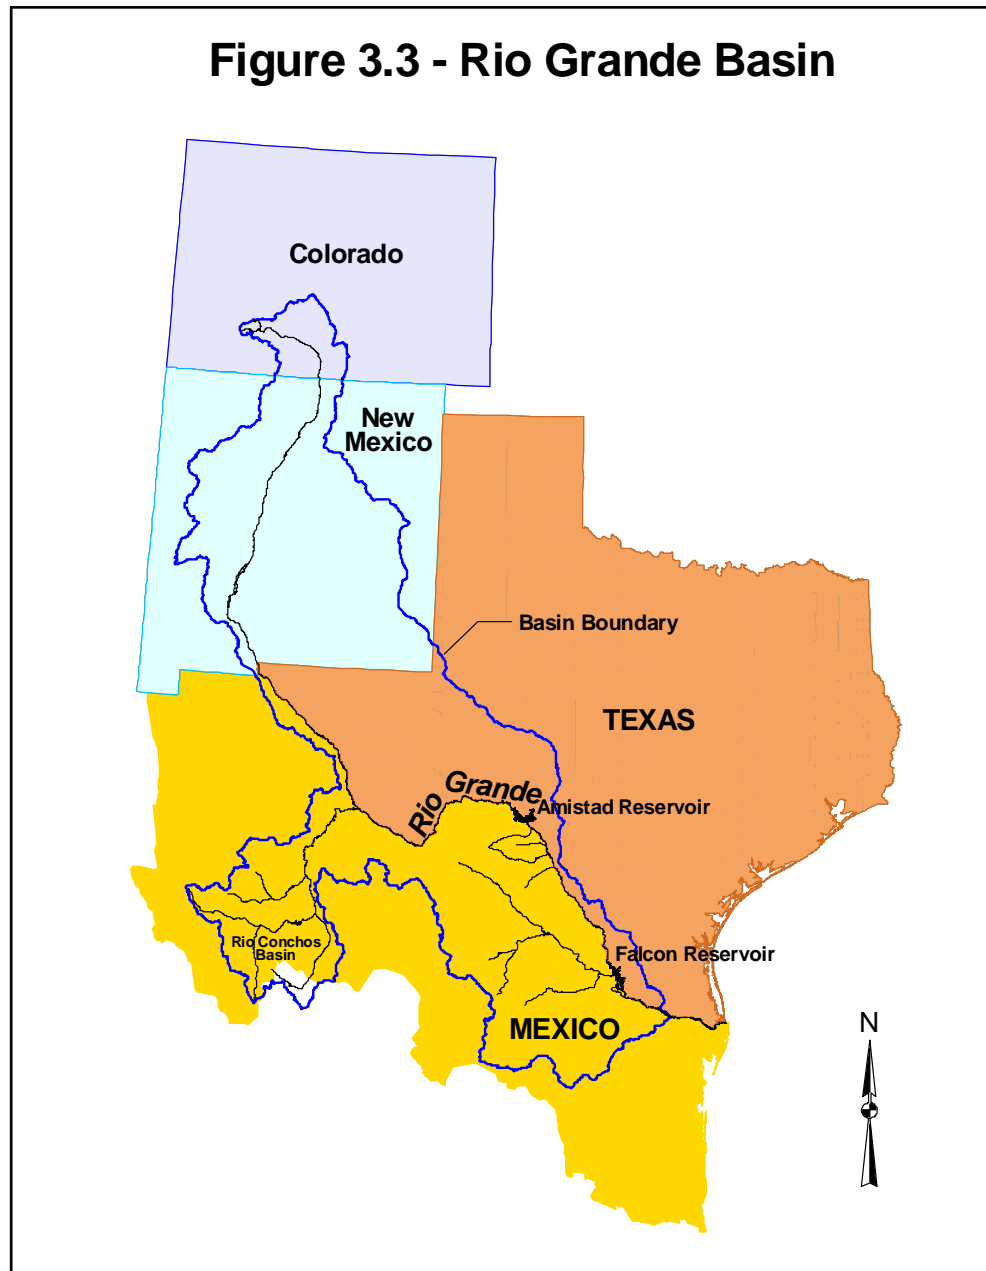 Figure 3.3 - Rio Grande Basin
Colorado
New
Mexico
Basin Boundary
TEXAS
Rio Grande
Amistad Reservoir
Rio Conchos
Basin
Falcon Reservoir
MEXICO
N